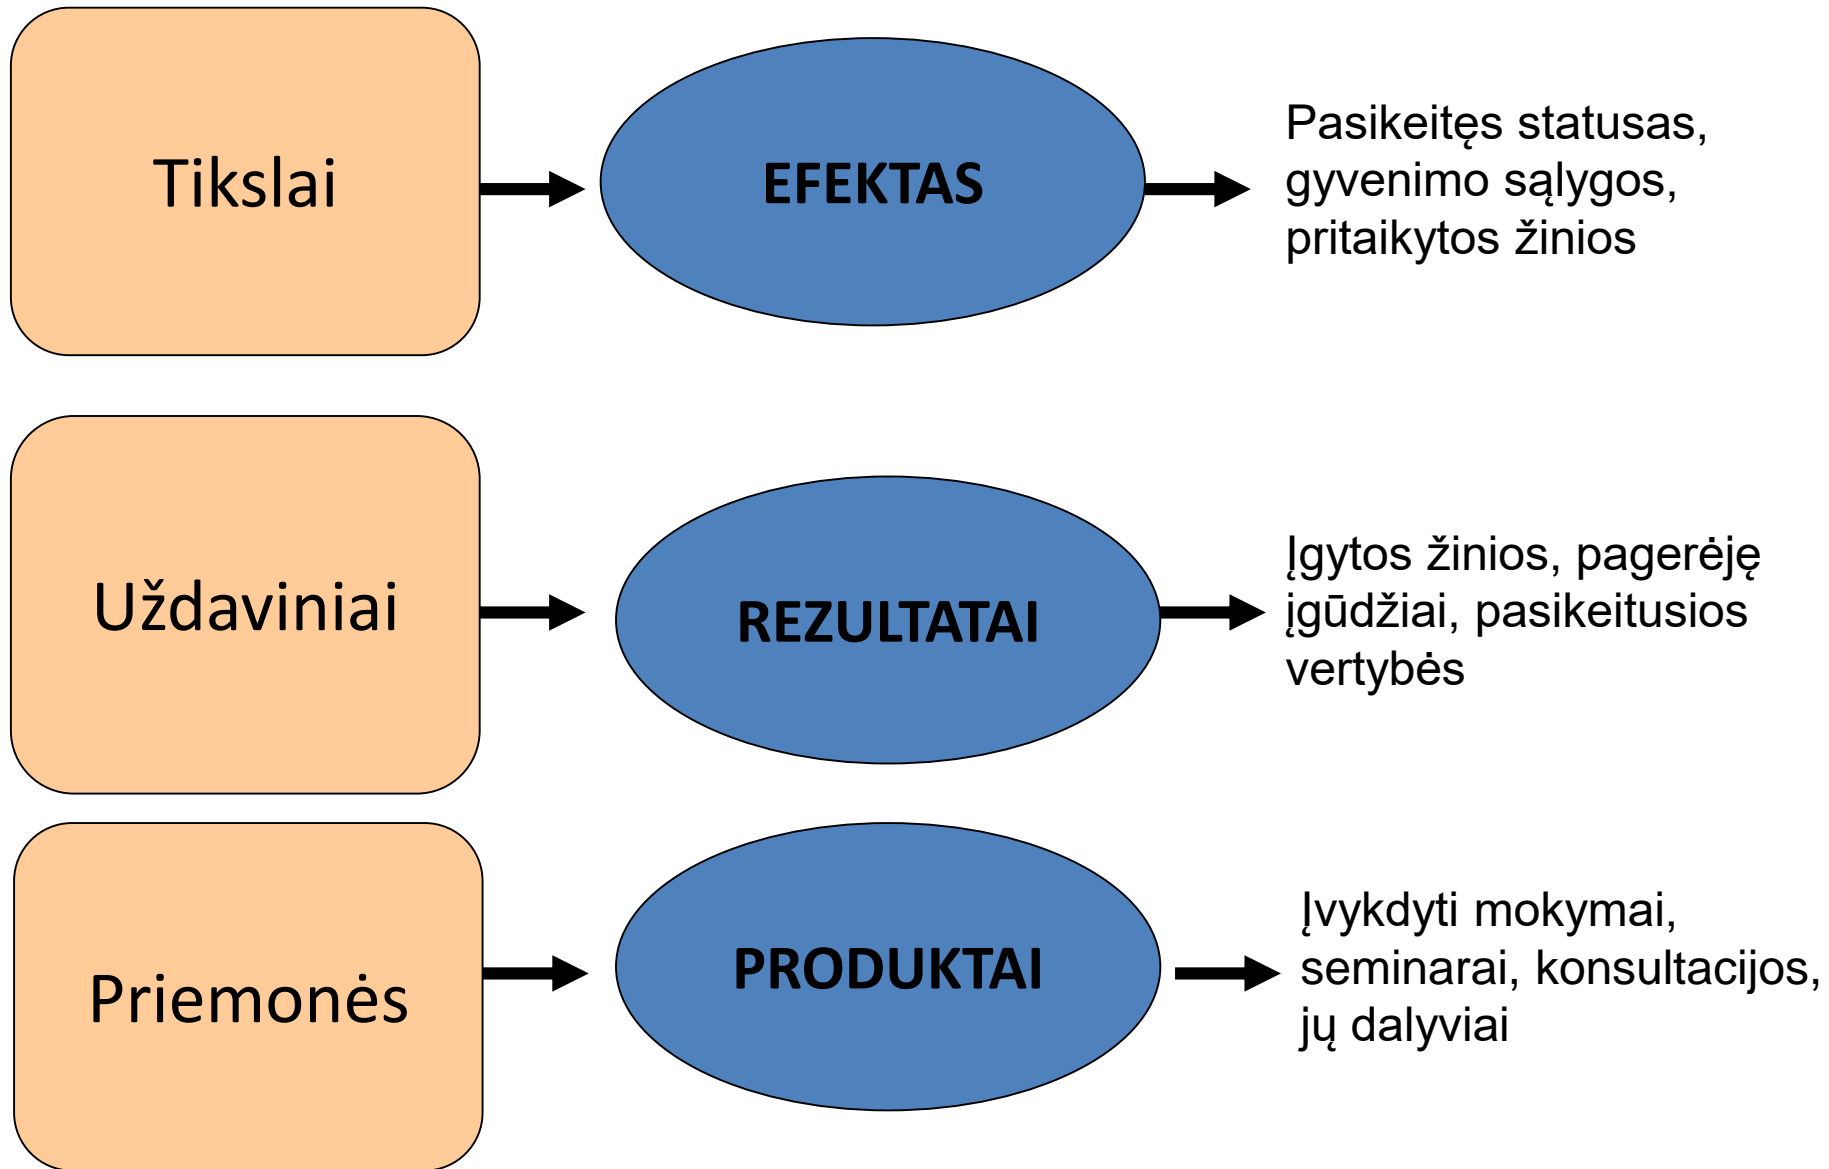 Tikslai
EFEKTAS
Pasikeitęs statusas,
gyvenimo sąlygos,
pritaikytos žinios
Uždaviniai
REZULTATAI
Įgytos žinios, pagerėję
įgūdžiai, pasikeitusios
vertybės
Priemonės
PRODUKTAI
Įvykdyti mokymai,
seminarai, konsultacijos,
jų dalyviai